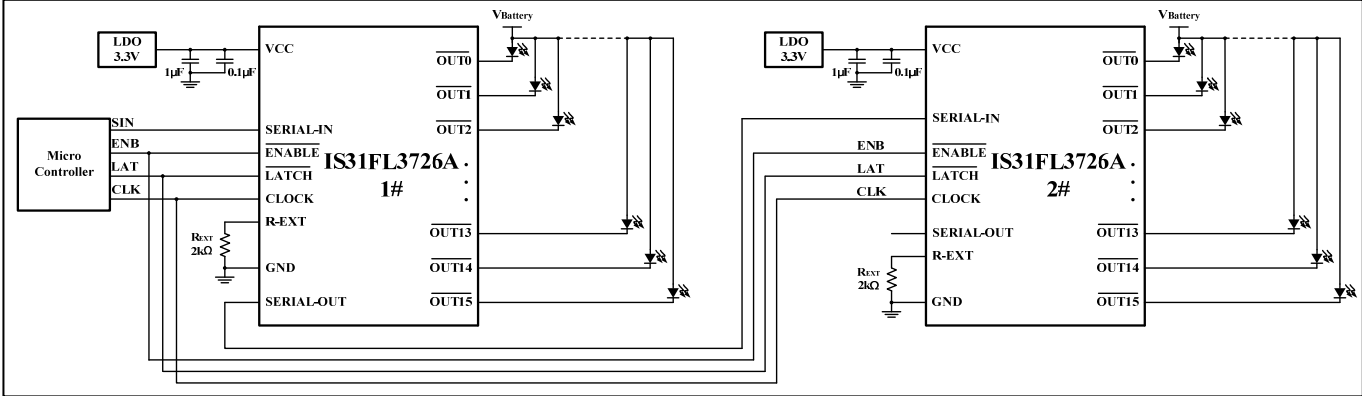 VBattery
VBattery
LDO
3.3V
VCC
1µF
0.1µF
OUT0
OUT1
OUT2
LDO
3.3V
VCC
1µF
0.1µF
OUT0
OUT1
OUT2
Micro
Controller
SIN
ENB
LAT
CLK
SERIAL-IN
ENABLE
LATCH
CLOCK
R-EXT
GND
SERIAL-OUT
IS31FL3726A
1#
REXT
2kΩ
OUT13
OUT14
OUT15
ENB
LAT
CLK
SERIAL-IN
ENABLE
LATCH
CLOCK
SERIAL-OUT
R-EXT
GND
IS31FL3726A
2#
REXT
2kΩ
OUT13
OUT14
OUT15